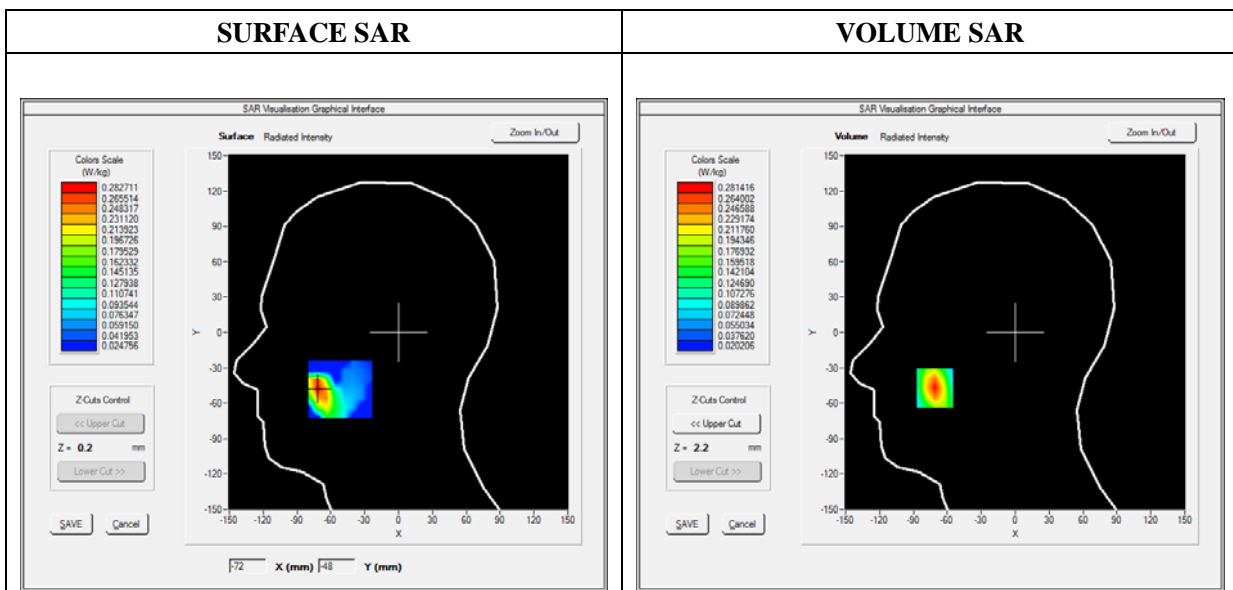 SURFACE SAR
VOLUME SAR
SAR Visualisation Graphical Interface
Surface Radiated Intensity
Zoom In/Out
Colors Scale
(W/kg)
0.282711
0.265514
0.248317
0.231120
0.213923
0.196726
0.179529
0.162332
0.145135
0.127938
0.110741
0.093544
0.076347
0.059150
0.041953
0.024756
Z-Cuts Control
<< Upper Cut
Z = 0.2 mm
Lower Cut >>
SAVE Cancel
150
120
90
60
30
0
-30
-60
-90
-120
-150
Y
-150 -120 -90 -60 -30 0 30 60 90 120 150
X
-72 X (mm) -48 Y (mm)
SAR Visualisation Graphical Interface
Volume Radiated Intensity
Zoom In/Out
Colors Scale
(W/kg)
0.281416
0.264002
0.246588
0.229174
0.211760
0.194346
0.176932
0.159518
0.142104
0.124690
0.107276
0.089862
0.072448
0.055034
0.037620
0.020206
Z-Cuts Control
<< Upper Cut
Z = 2.2 mm
Lower Cut >>
SAVE Cancel
150
120
90
60
30
0
-30
-60
-90
-120
-150
Y
-150 -120 -90 -60 -30 0 30 60 90 120 150
X